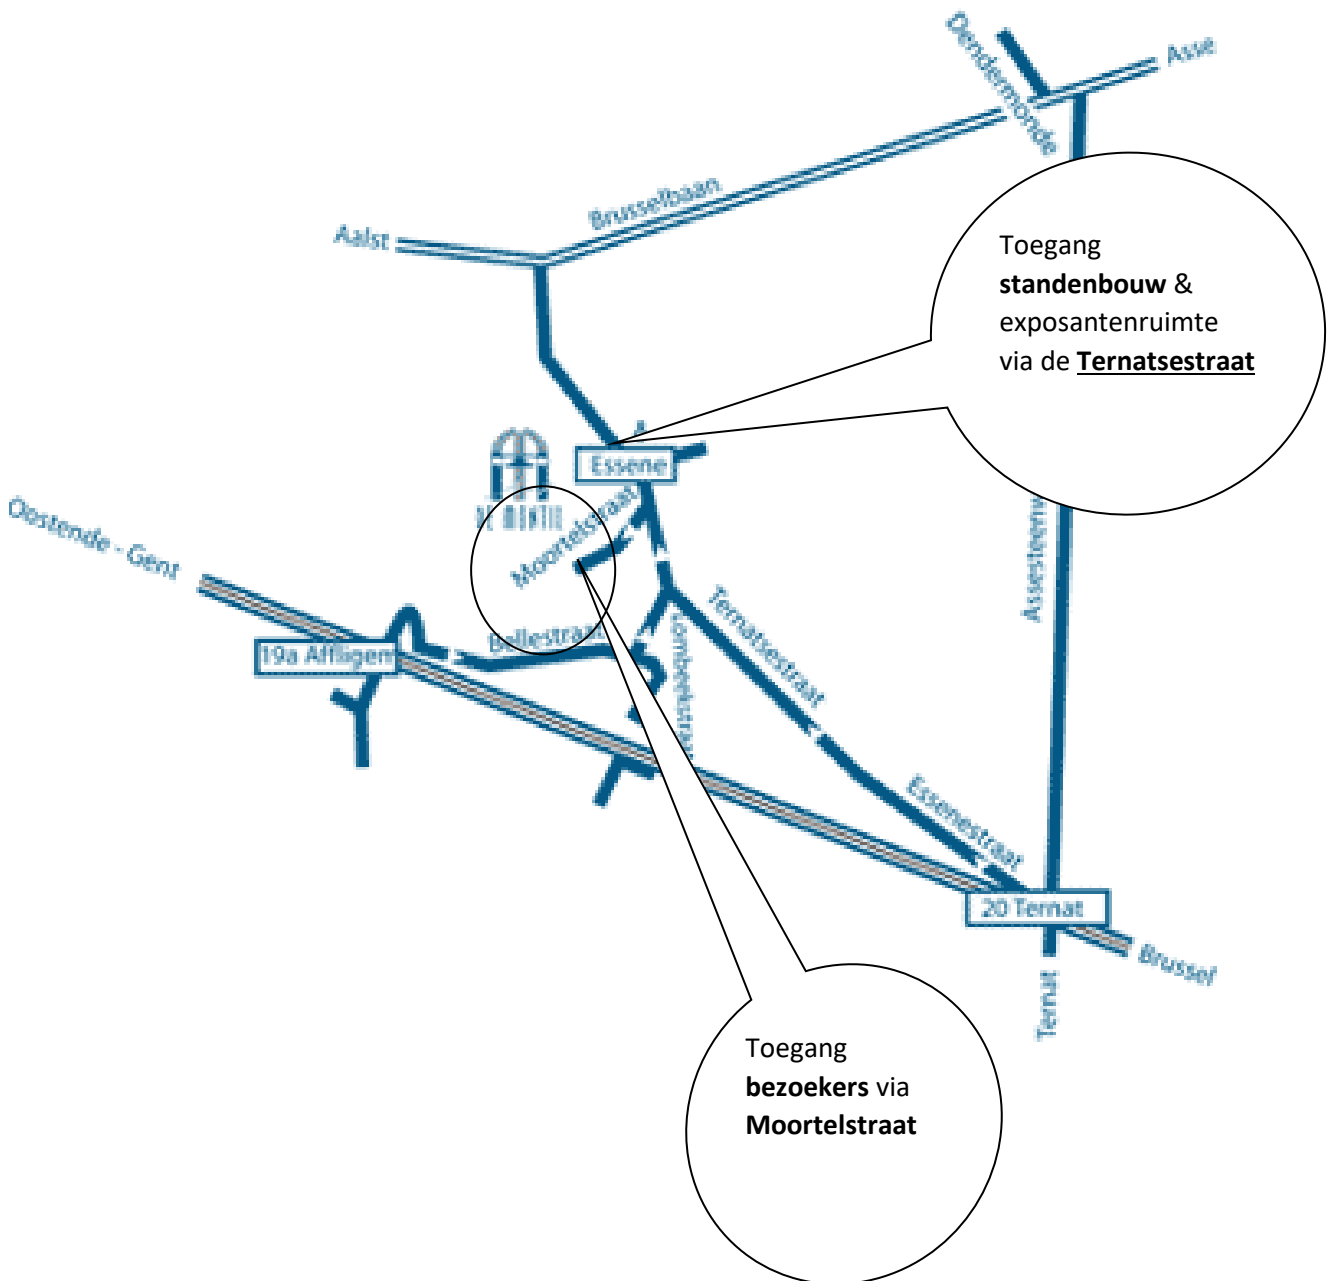 Dendermonde
Asse
Brusselbaan
Aalst
Toegang
standenbouw &
exposantenruimte
via de Ternatsestraat
Essene
Moortelstraat
Oostende - Gent
Ternatsestraat
Bellestraat
19a Affligem
Lombeekstraat
Essenestraat
20 Ternat
Brussel
Ternat
Toegang
bezoekers via
Moortelstraat